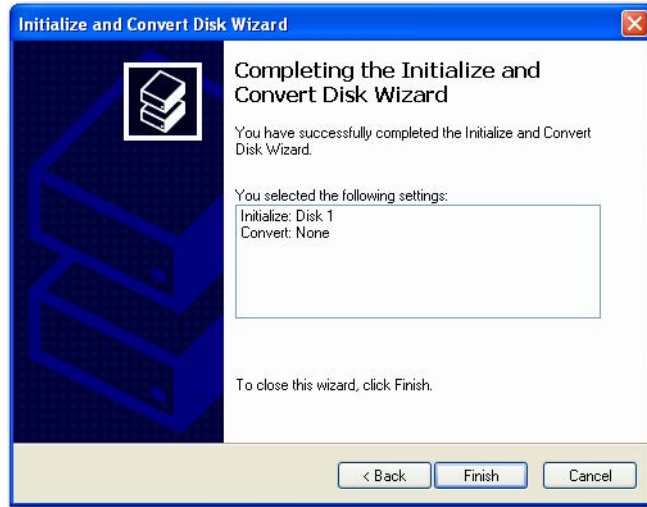 Initialize and Convert Disk Wizard
Completing the Initialize and
Convert Disk Wizard
You have successfully completed the Initialize and Convert
Disk Wizard.
You selected the following settings:
Initialize: Disk 1
Convert: None
To close this wizard, click Finish.
< Back Finish Cancel